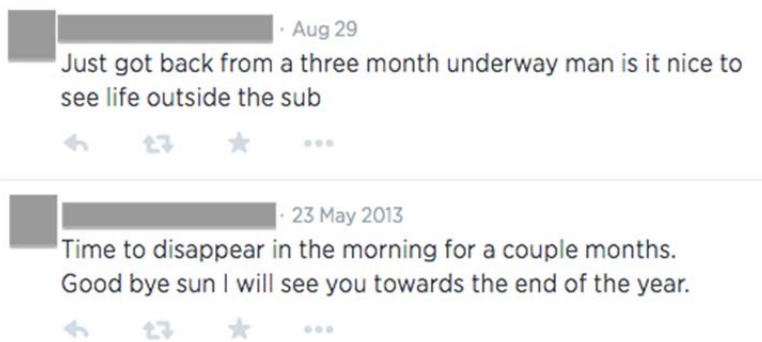 · Aug 29
Just got back from a three month underway man is it nice to
see life outside the sub
· 23 May 2013
Time to disappear in the morning for a couple months.
Good bye sun I will see you towards the end of the year.